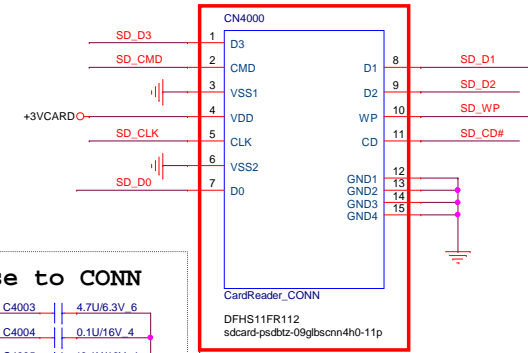 CN4000
SD_D3 1 D3
SD_CMD 2 CMD
D1 8 SD_D1
3 VSS1
D2 9 SD_D2
+3VCARD 4 VDD
WP 10 SD_WP
SD_CLK 5 CLK
CD 11 SD_CD#
6 VSS2
SD_D0 7 D0
GND1 12
GND2 13
GND3 14
GND4 15
CardReader_CONN
DFHS11FR112
sdcard-psdbtz-09glbscnn4h0-11p
se to CONN
C4003 4.7U/6.3V_6
C4004 0.1U/16V_4